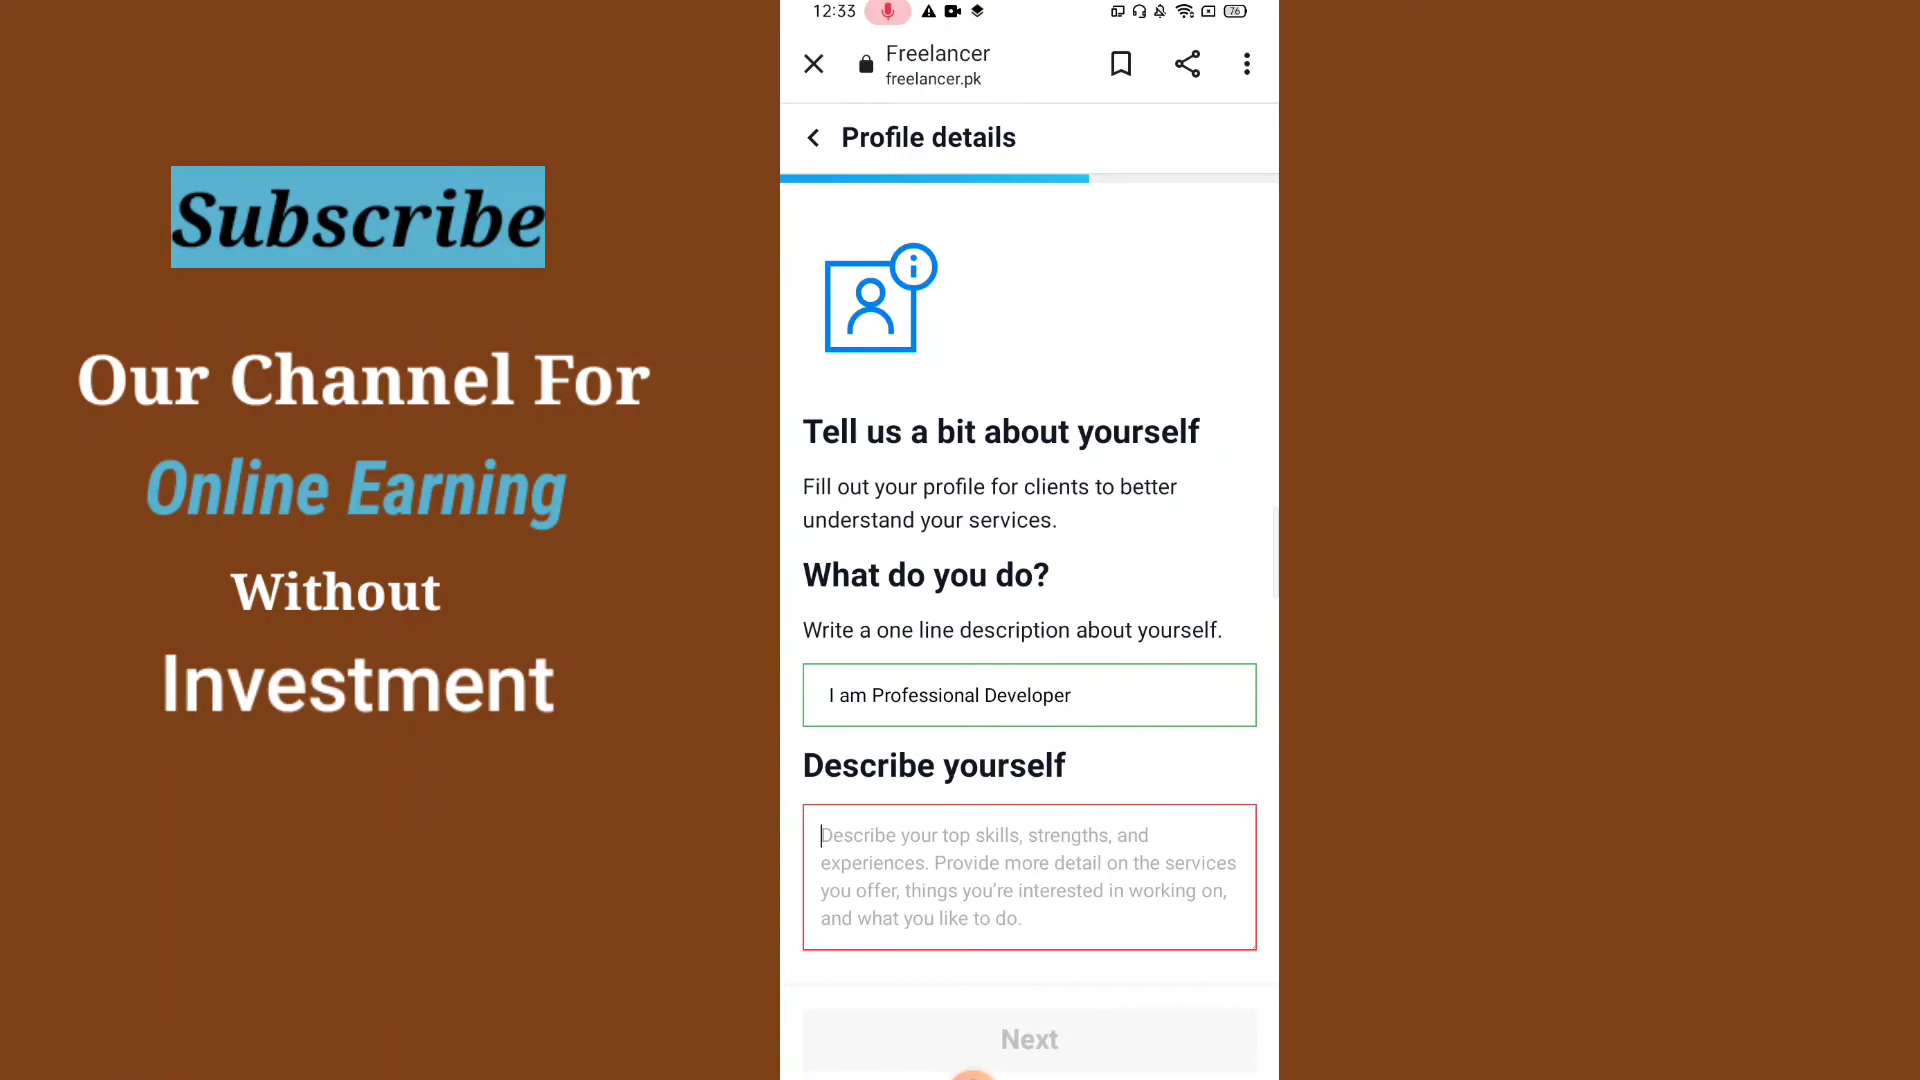 Subscribe
Our Channel For
Online Earning
Without
Investment
12:33
76
Freelancer
freelancer.pk
Profile details
Tell us a bit about yourself
Fill out your profile for clients to better
understand your services.
What do you do?
Write a one line description about yourself.
I am Professional Developer
Describe yourself
Describe your top skills, strengths, and
experiences. Provide more detail on the services
you offer, things you’re interested in working on,
and what you like to do.
Next